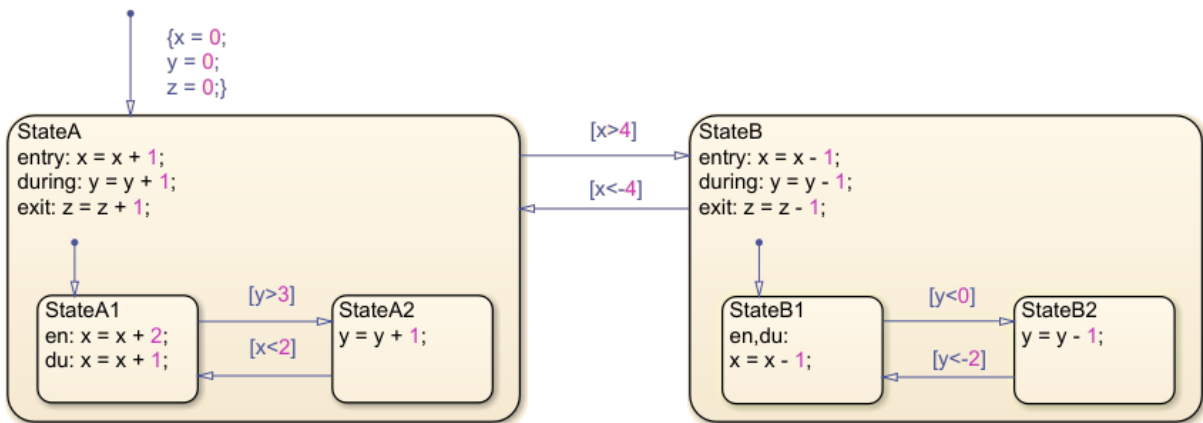 {x = 0;
y = 0;
z = 0;}
StateA
entry: x = x + 1;
during: y = y + 1;
exit: z = z + 1;
StateA1
en: x = x + 2;
du: x = x + 1;
[y>3]
[x<2]
StateA2
y = y + 1;
[x>4]
[x<-4]
StateB
entry: x = x - 1;
during: y = y - 1;
exit: z = z - 1;
StateB1
en,du:
x = x - 1;
[y<0]
[y<-2]
StateB2
y = y - 1;